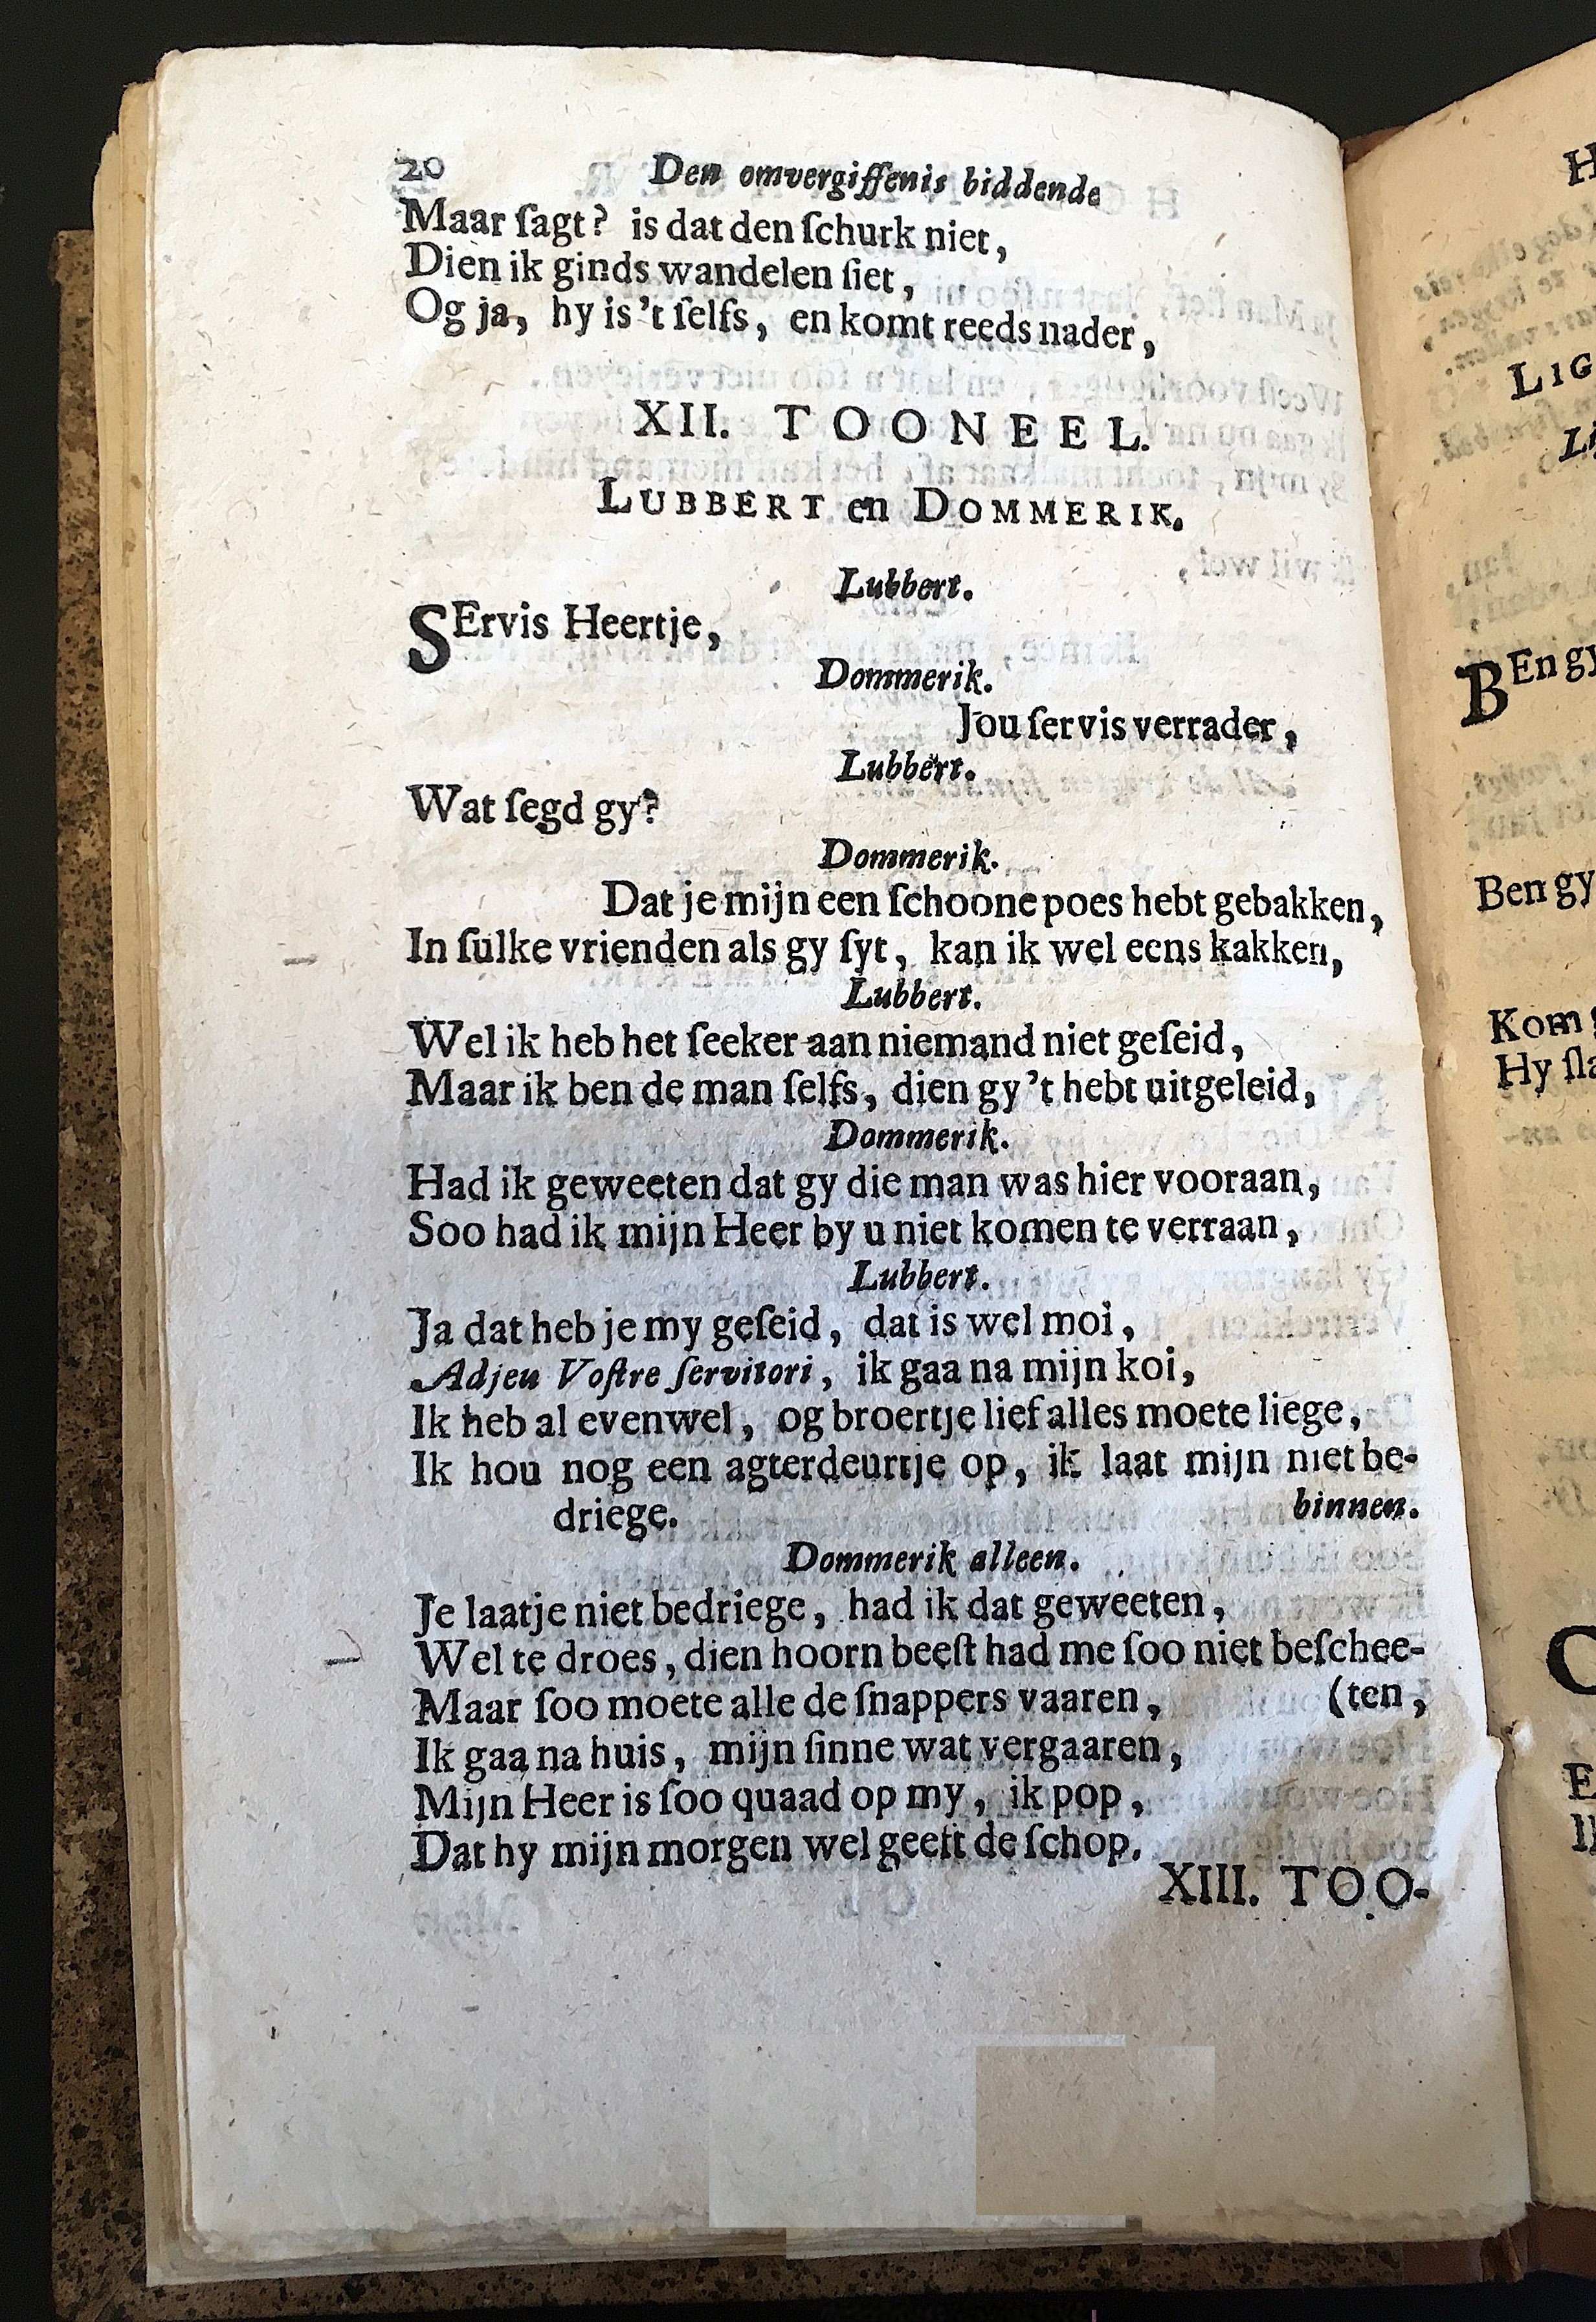 20 Den omvergiffenis biddende
Maar ſagt? is dat den ſchurk niet,
Dien ik ginds wandelen ſiet,
Og ja, hy is 't ſelfs, en komt reeds nader,
XII. TOONEEL.
LUBBERT en DOMMERIK.
Lubbert.
SErvis Heertje,
Dommerik.
Jou ſervis verrader,
Lubbert.
Wat ſegd gy?
Dommerik.
Dat je mijn een ſchoone poes hebt gebakken,
In ſulke vrienden als gy ſyt, kan ik wel eens kakken,
Lubbert.
Wel ik heb het ſeeker aan niemand niet geſeid,
Maar ik ben de man ſelfs, dien gy 't hebt uitgeleid,
Dommerik.
Had ik geweeten dat gy die man was hier vooraan,
Soo had ik mijn Heer by u niet komen te verraan,
Lubbert.
Ja dat heb je my geſeid, dat is wel moi,
Adjeu Voſtre ſervitori, ik gaa na mijn koi,
Ik heb al evenwel, og broertje lief alles moete liege,
Ik hou nog een agterdeurtje op, ik laat mijn niet be-
driege. binnen.
Dommerik alleen.
Je laatje niet bedriege, had ik dat geweeten,
Wel te droes, dien hoorn beeſt had me ſoo niet beſchee-
Maar ſoo moete alle de ſnappers vaaren, (ten,
Ik gaa na huis, mijn ſinne wat vergaaren,
Mijn Heer is ſoo quaad op my, ik pop,
Dat hy mijn morgen wel geeft de ſchop.
XIII. TOO-
H
LIG
Li
BEn gy
Ben gy
Kom
Hy ſla
E